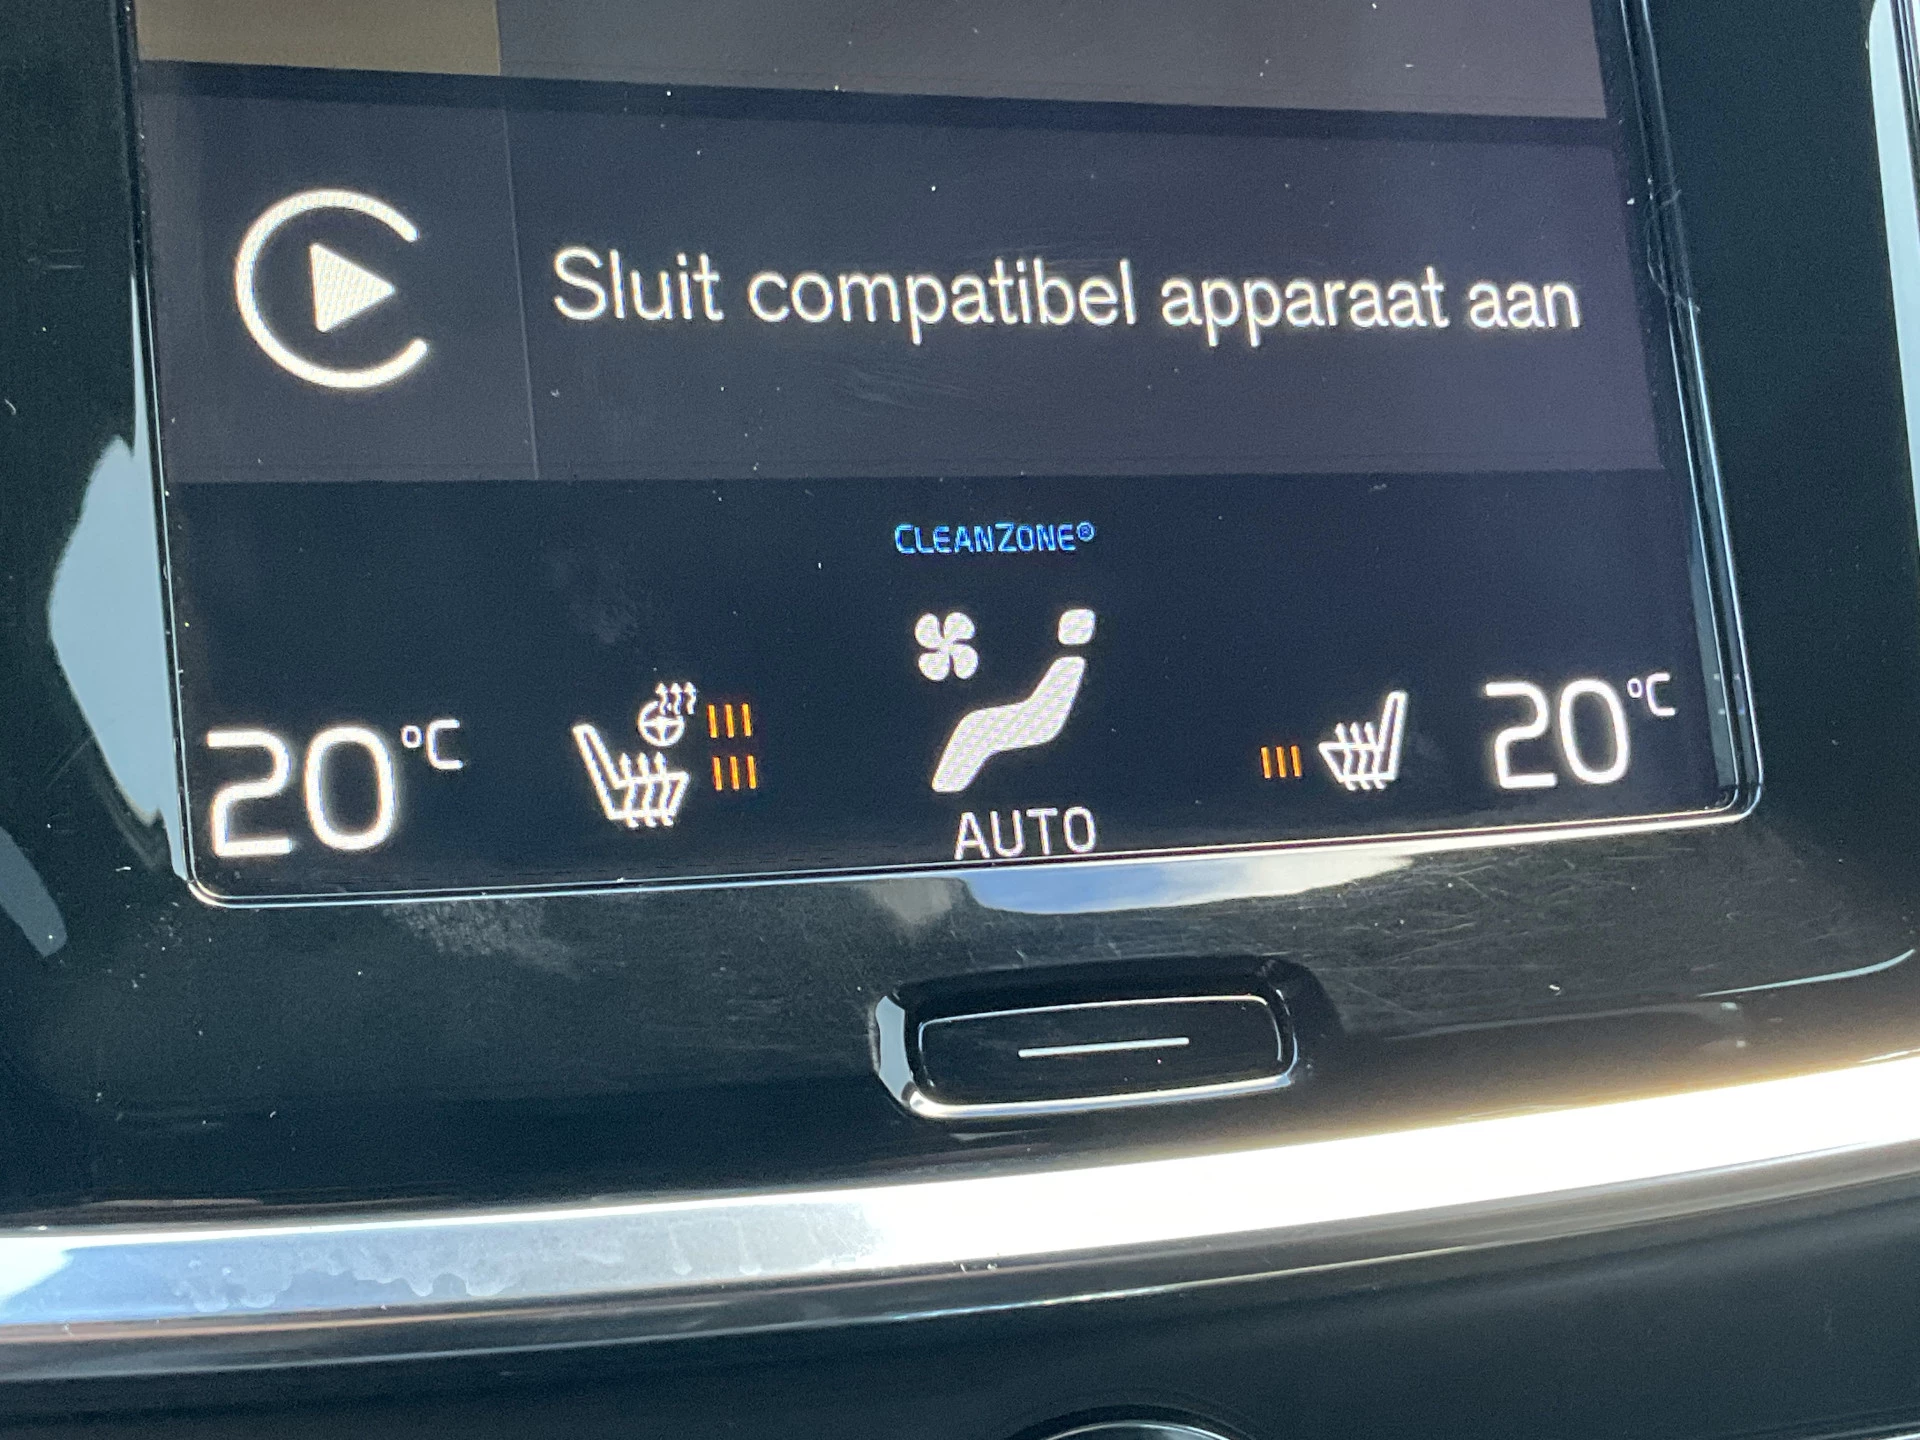 Sluit compatibel apparaat aan
CLEANZONE®
20°C
20°C
AUTO